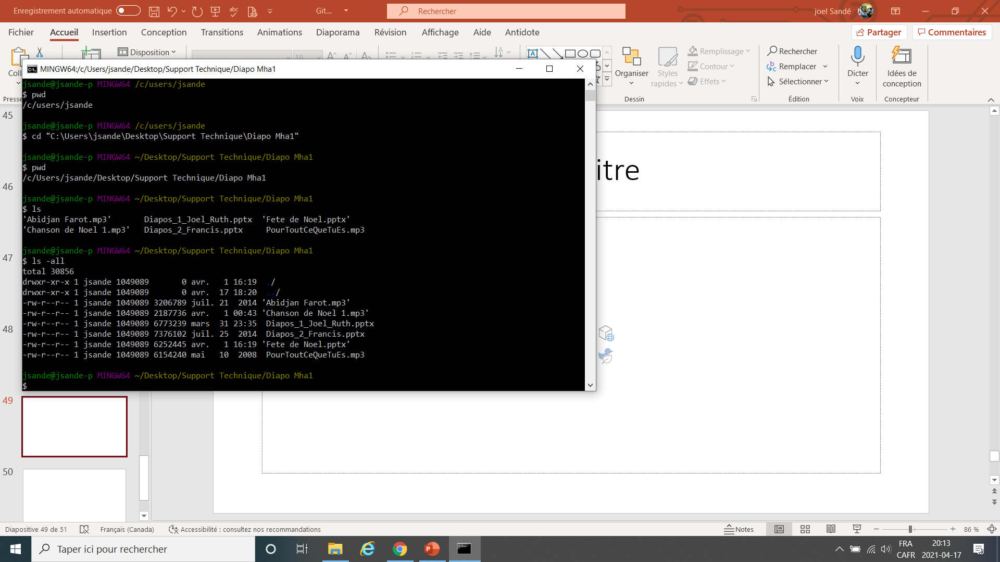 Enregistrement automatique
abc
Git...
Rechercher
joel Sandé
Fichier Accueil Insertion Conception Transitions Animations Diaporama Révision Affichage Aide Antidote
Partager Commentaires
Disposition
18
A
Remplissage
Contour
Effets
Organiser
Styles
rapides
Dessin
Rechercher
Remplacer
Sélectionner
Édition
Dicter
Voix
Idées de
conception
Concepteur
MINGW64:/c/Users/jsande/Desktop/Support Technique/Diapo Mha1
jsande@jsande-p MINGW64 /c/users/jsande
$ pwd
/c/users/jsande
jsande@jsande-p MINGW64 /c/users/jsande
$ cd "C:\Users\jsande\Desktop\Support Technique\Diapo Mha1"
jsande@jsande-p MINGW64 ~/Desktop/Support Technique/Diapo Mha1
$ pwd
/c/Users/jsande/Desktop/Support Technique/Diapo Mha1
jsande@jsande-p MINGW64 ~/Desktop/Support Technique/Diapo Mha1
$ ls
'Abidjan Farot.mp3' Diapos_1_Joel_Ruth.pptx 'Fete de Noel.pptx'
'Chanson de Noel 1.mp3' Diapos_2_Francis.pptx PourToutCeQueTuEs.mp3
jsande@jsande-p MINGW64 ~/Desktop/Support Technique/Diapo Mha1
$ ls -all
total 30856
drwxr-xr-x 1 jsande 1049089 0 avr. 1 16:19 ./
drwxr-xr-x 1 jsande 1049089 0 avr. 17 18:20 ../
-rw-r--r-- 1 jsande 1049089 3206789 juil. 21 2014 'Abidjan Farot.mp3'
-rw-r--r-- 1 jsande 1049089 2187736 avr. 1 00:43 'Chanson de Noel 1.mp3'
-rw-r--r-- 1 jsande 1049089 6773239 mars 31 23:35 Diapos_1_Joel_Ruth.pptx
-rw-r--r-- 1 jsande 1049089 7376102 juil. 25 2014 Diapos_2_Francis.pptx
-rw-r--r-- 1 jsande 1049089 6252445 avr. 1 16:19 'Fete de Noel.pptx'
-rw-r--r-- 1 jsande 1049089 6154240 mai 10 2008 PourToutCeQueTuEs.mp3
jsande@jsande-p MINGW64 ~/Desktop/Support Technique/Diapo Mha1
$
Coll
Presse
45
46
47
48
49
50
itre
Diapositive 49 de 51
Français (Canada)
Accessibilité : consultez nos recommandations
Notes
86 %
Taper ici pour rechercher
FRA
CAFR
20:13
2021-04-17